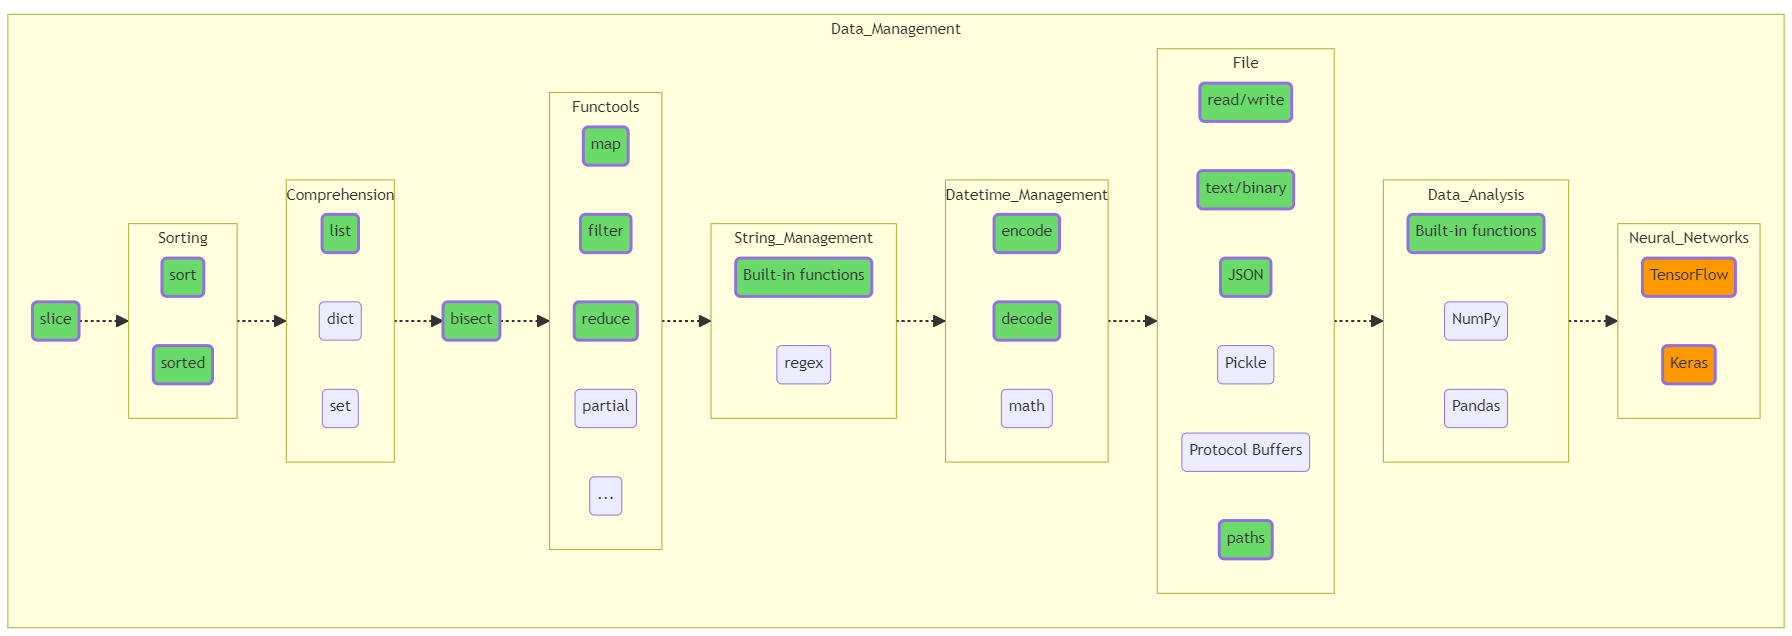 Data_Management
slice
Sorting
sort
sorted
Comprehension
list
dict
set
bisect
Functools
map
filter
reduce
partial
...
String_Management
Built-in functions
regex
Datetime_Management
encode
decode
math
File
read/write
text/binary
JSON
Pickle
Protocol Buffers
paths
Data_Analysis
Built-in functions
NumPy
Pandas
Neural_Networks
TensorFlow
Keras